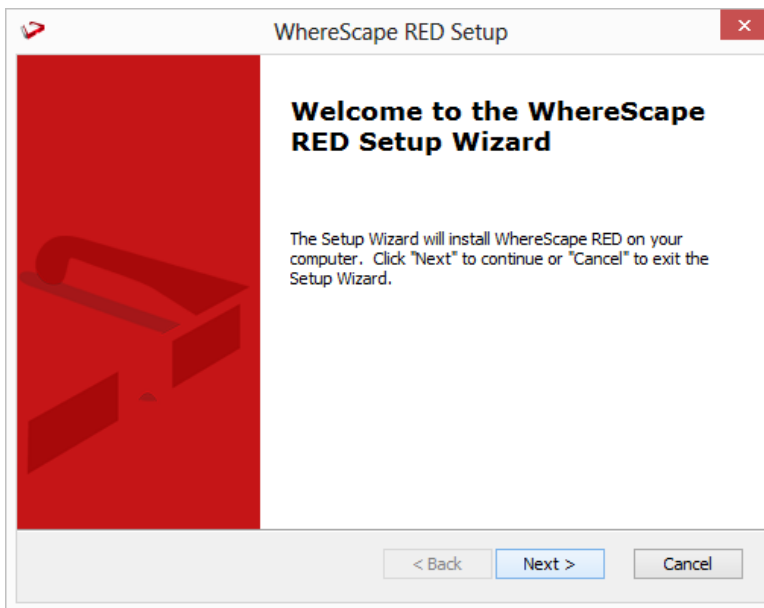 WhereScape RED Setup
Welcome to the WhereScape
RED Setup Wizard
The Setup Wizard will install WhereScape RED on your
computer. Click "Next" to continue or "Cancel" to exit the
Setup Wizard.
< Back Next > Cancel